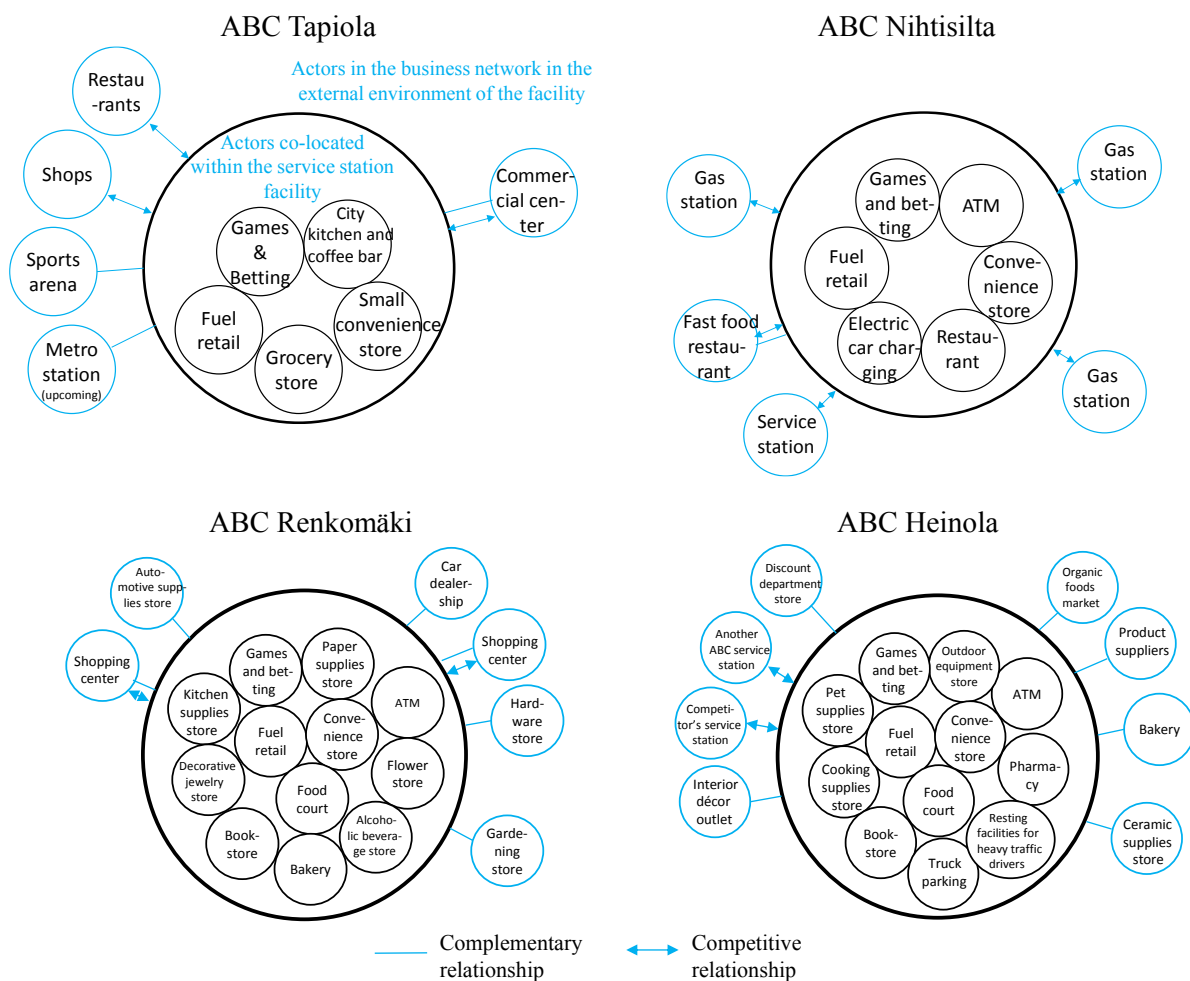 ABC Tapiola
Actors in the business network in the
external environment of the facility
Restau
-rants
Actors co-located
within the service station
facility
Shops
Commer-
cial cen-
ter
Sports
arena
Metro
station
(upcoming)
Games
&
Betting
City
kitchen and
coffee bar
Fuel
retail
Small
convenience
store
Grocery
store
ABC Nihtisilta
Gas
station
Gas
station
Games
and bet-
ting
ATM
Fuel
retail
Conve-
nience
store
Fast food
restau-
rant
Electric
car char-
ging
Restau-
rant
Gas
station
Service
station
ABC Renkomäki
Auto-
motive supp-
lies store
Car
dealer-
ship
Shopping
center
Shopping
center
Hard-
ware
store
Garde-
ning
store
Games
and bet-
ting
Paper
supplies
store
Kitchen
supplies
store
ATM
Fuel
retail
Conve-
nience
store
Decorative
jewelry
store
Flower
store
Food
court
Book-
store
Alcoho-
lic bevera-
ge store
Bakery
ABC Heinola
Discount
department
store
Organic
foods
market
Another
ABC service
station
Product
suppliers
Competi-
tor's service
station
Bakery
Interior
décor
outlet
Ceramic
supplies
store
Games
and bet-
ting
Outdoor
equipment
store
Pet
supplies
store
ATM
Fuel
retail
Conve-
nience
store
Cooking
supplies
store
Pharma-
cy
Food
court
Book-
store
Resting
facilities for
heavy traffic
drivers
Truck
parking
Complementary
relationship
Competitive
relationship